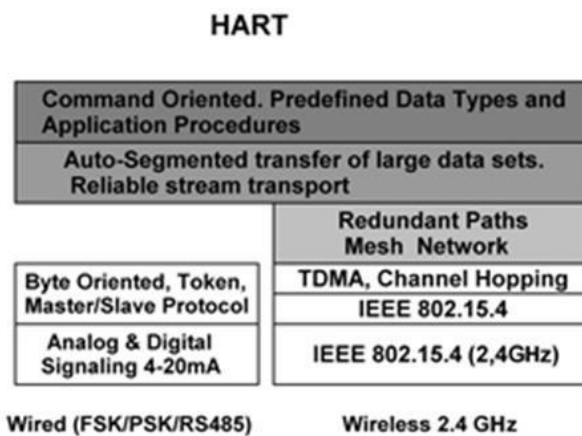 HART
Command Oriented. Predefined Data Types and
Application Procedures
Auto-Segmented transfer of large data sets.
Reliable stream transport
Redundant Paths
Mesh Network
Byte Oriented, Token,
Master/Slave Protocol
TDMA, Channel Hopping
IEEE 802.15.4
Analog & Digital
Signaling 4-20mA
IEEE 802.15.4 (2,4GHz)
Wired (FSK/PSK/RS485)
Wireless 2.4 GHz